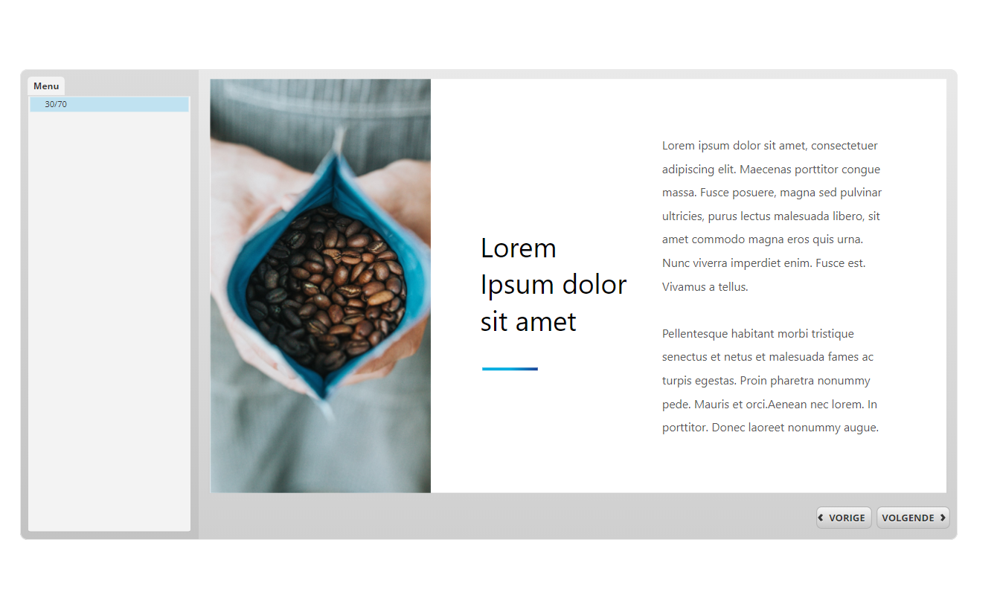 Menu
30/70
Lorem
Ipsum dolor
sit amet
Lorem ipsum dolor sit amet, consectetuer
adipiscing elit. Maecenas porttitor congue
massa. Fusce posuere, magna sed pulvinar
ultricies, purus lectus malesuada libero, sit
amet commodo magna eros quis urna.
Nunc viverra imperdiet enim. Fusce est.
Vivamus a tellus.
Pellentesque habitant morbi tristique
senectus et netus et malesuada fames ac
turpis egestas. Proin pharetra nonummy
pede. Mauris et orci.Aenean nec lorem. In
porttitor. Donec laoreet nonummy augue.
VORIGE
VOLGENDE